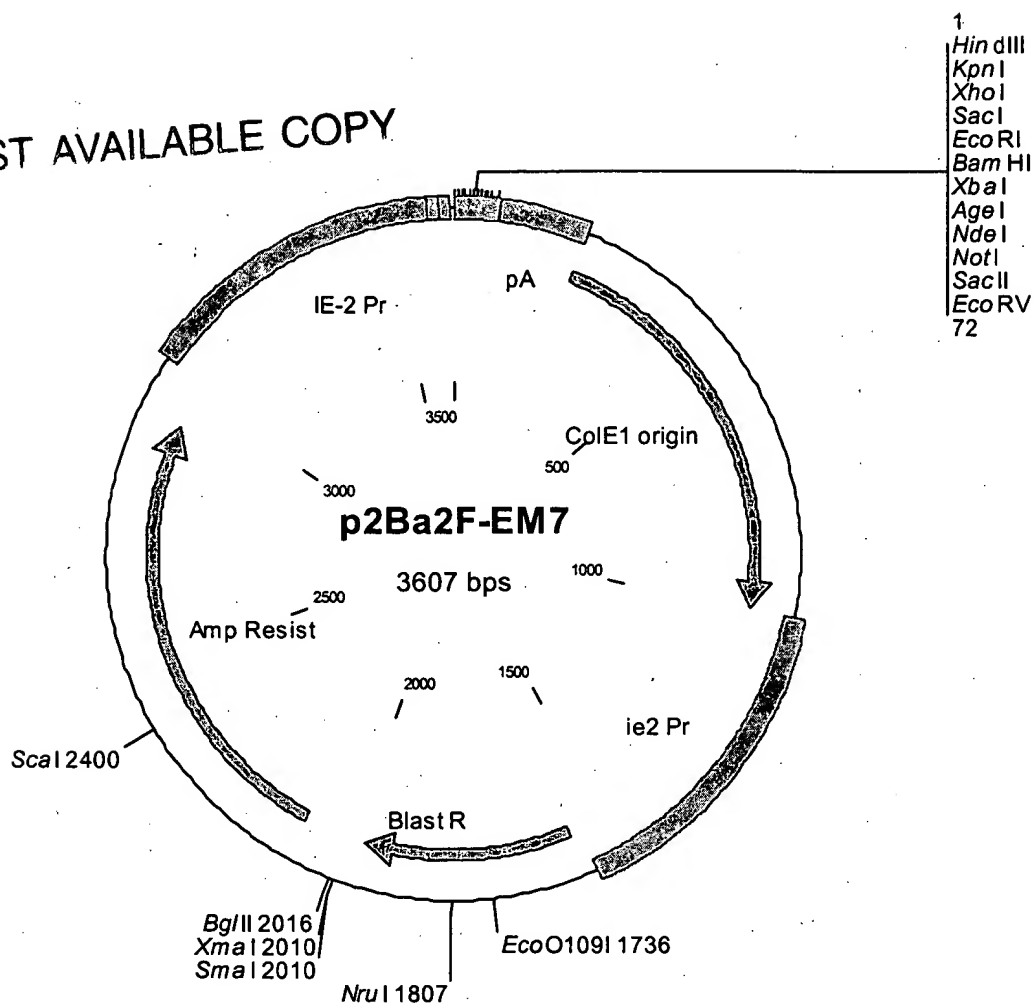 ST AVAILABLE COPY
1
Hin dIII
Kpn I
Xho I
Sac I
Eco RI
Bam HI
Xba I
Age I
Nde I
Not I
Sac II
Eco RV
72
IE-2 Pr
pA
3500
ColE1 origin
500
3000
p2Ba2F-EM7
3607 bps
1000
2500
Amp Resist
2000
1500
ie2 Pr
Sca I 2400
Blast R
Bgl II 2016
Xma I 2010
Sma I 2010
Eco O109I 1736
Nru I 1807